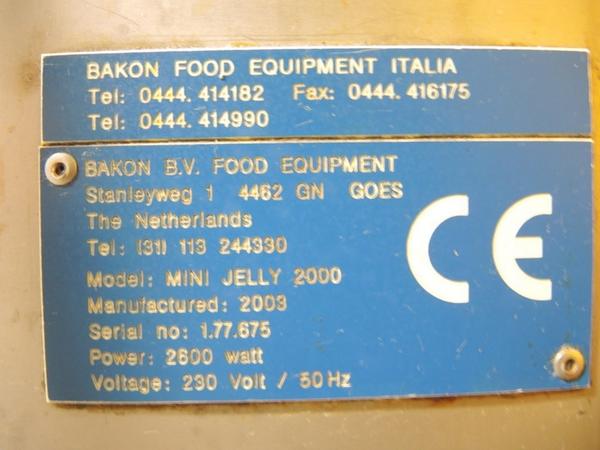 BAKON FOOD EQUIPMENT ITALIA
Tel: 0444. 414182 Fax: 0444. 416175
Tel: 0444. 414990
BAKON B.V. FOOD EQUIPMENT
Stanleyweg 1 4462 GN GOES
The Netherlands
Tel: (31) 113 244330
Model: MINI JELLY 2000
Manufactured: 2003
Serial no: 1.77.675
Power: 2600 watt
Voltage: 230 Volt / 50 Hz
CE